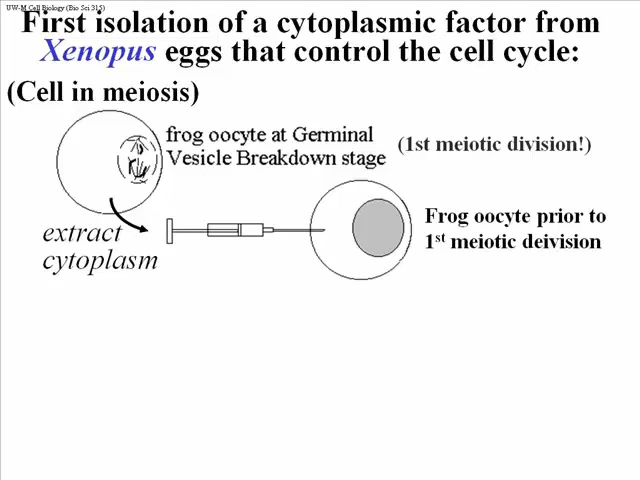 UW-M Cell Biology (Bio Sci 315)
First isolation of a cytoplasmic factor from
Xenopus eggs that control the cell cycle:
(Cell in meiosis)
frog oocyte at Germinal
Vesicle Breakdown stage
(1st meiotic division!)
extract
cytoplasm
Frog oocyte prior to
1st meiotic deivision